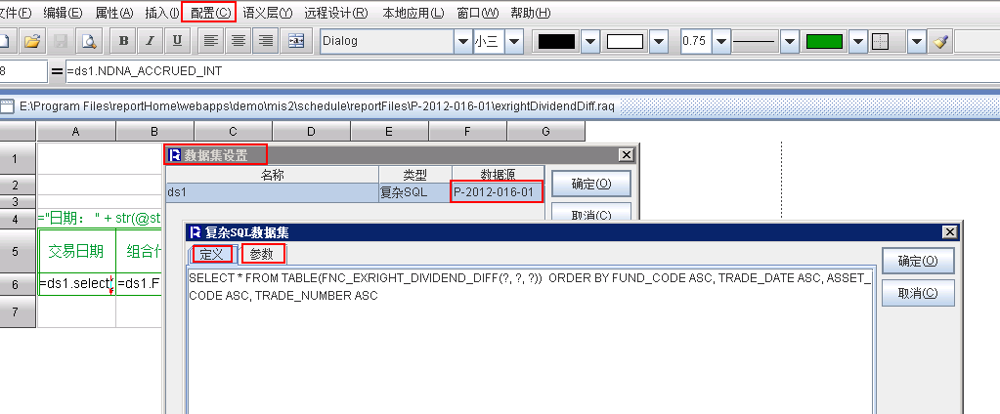 文件(F) 编辑(E) 属性(A) 插入(I) 配置(C) 语义层(Y) 远程设计(R) 本地应用(L) 窗口(W) 帮助(H)
B I U Dialog 小三 0.75
8 = =ds1.NDNA_ACCRUED_INT
E:\Program Files\reportHome\webapps\demo\mis2\schedule\reportFiles\P-2012-016-01\exrightDividendDiff.raq
A B C D E F G
1
数据集设置
名称 类型 数据源
确定(O)
2
ds1 复杂SQL P-2012-016-01
3
取消(C)
4 ="日期： " + str(@st
复杂SQL数据集
5 交易日期 组合代
定义 参数
确定(O)
6 =ds1.select( =ds1.F
SELECT * FROM TABLE(FNC_EXRIGHT_DIVIDEND_DIFF(?, ?, ?)) ORDER BY FUND_CODE ASC, TRADE_DATE ASC, ASSET_
CODE ASC, TRADE_NUMBER ASC
取消(C)
7